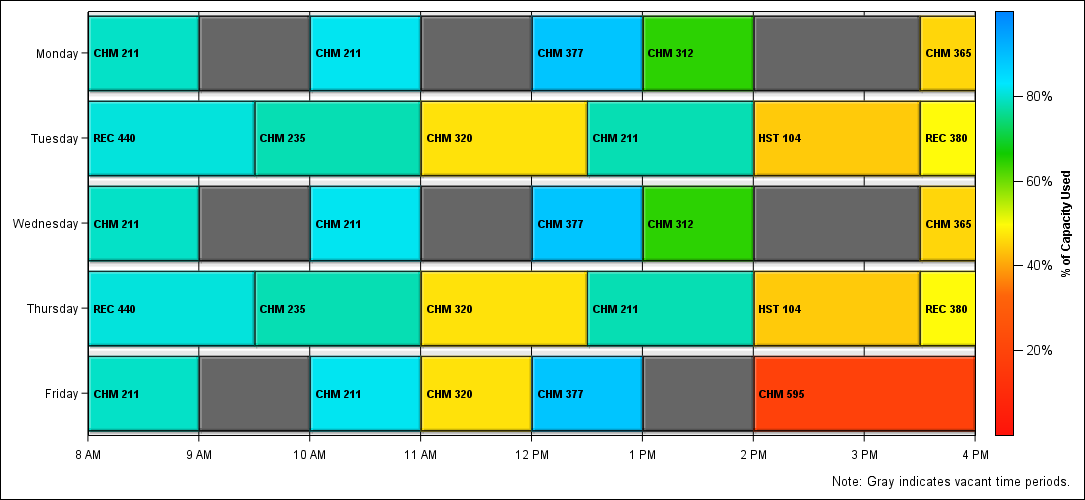 Monday CHM 211 CHM 211 CHM 377 CHM 312 CHM 365
80%
Tuesday REC 440 CHM 235 CHM 320 CHM 211 HST 104 REC 380
60%
Wednesday CHM 211 CHM 211 CHM 377 CHM 312 CHM 365
% of Capacity Used
40%
Thursday REC 440 CHM 235 CHM 320 CHM 211 HST 104 REC 380
20%
Friday CHM 211 CHM 211 CHM 320 CHM 377 CHM 595
8 AM 9 AM 10 AM 11 AM 12 PM 1 PM 2 PM 3 PM 4 PM
Note: Gray indicates vacant time periods.